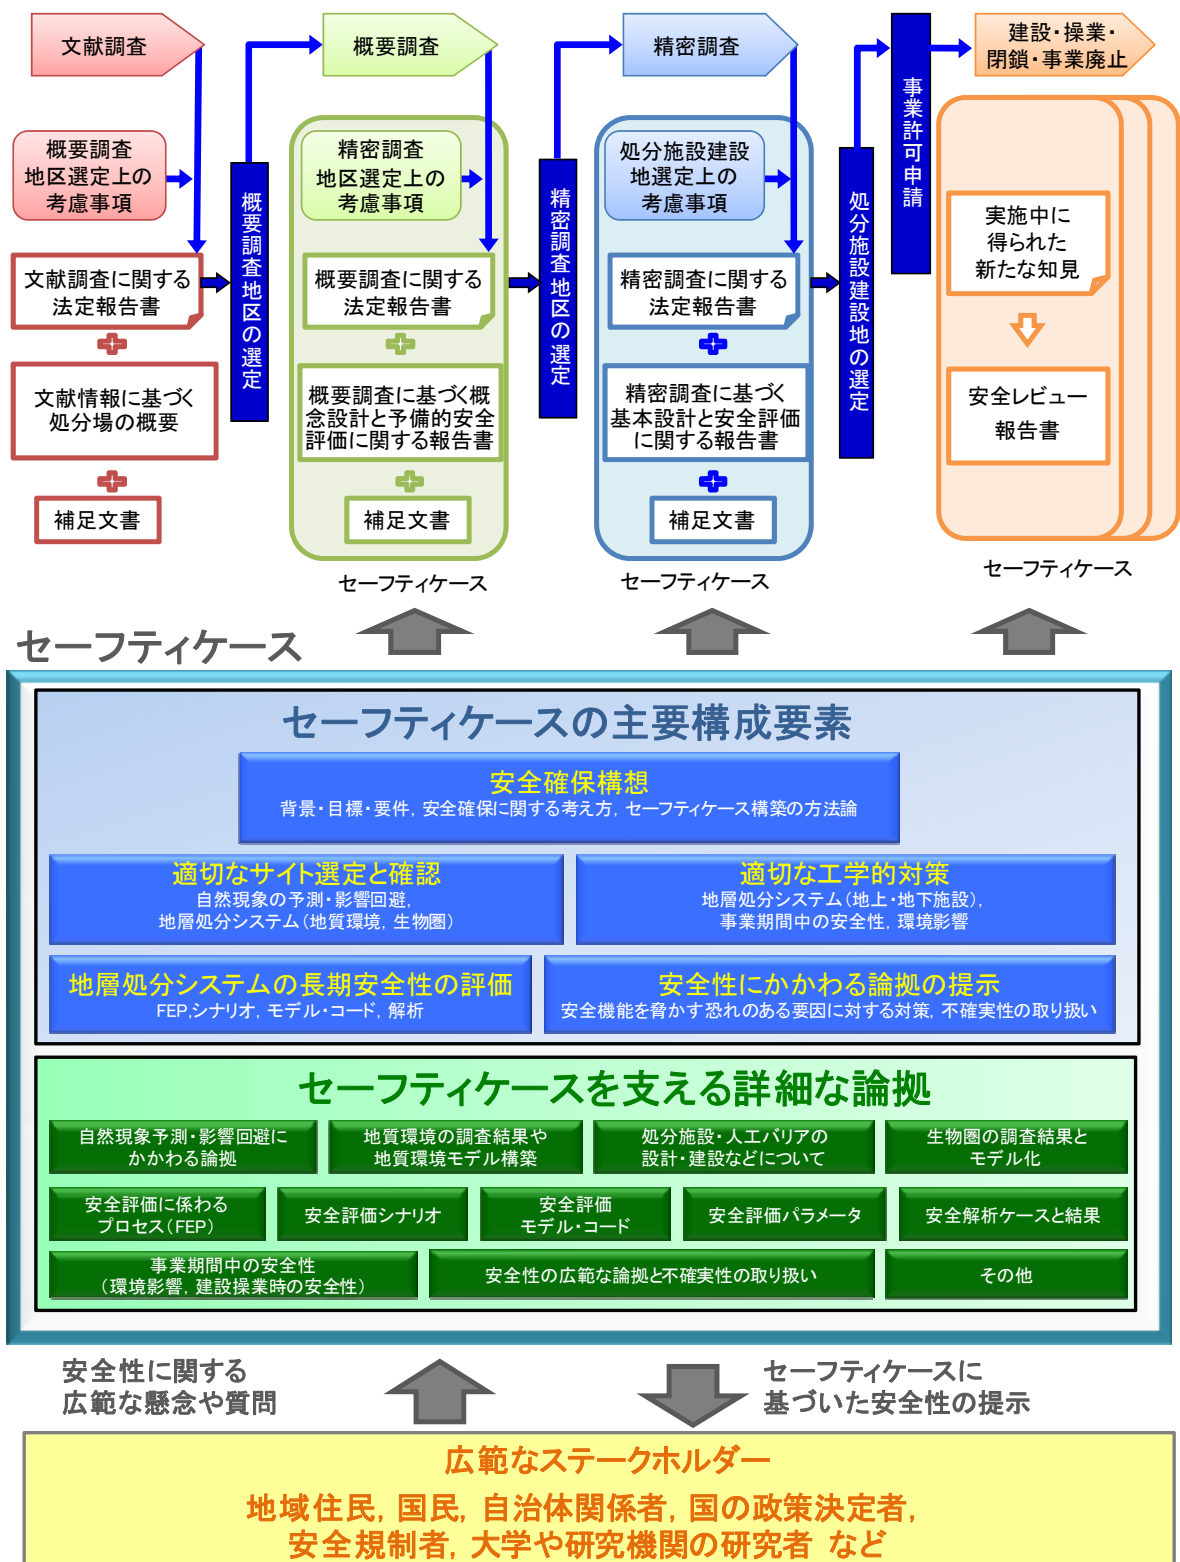 文献調査
概要調査
精密調査
建設・操業・
閉鎖・事業廃止
概要調査
地区選定上の
考慮事項
文献調査に関する
法定報告書
文献情報に基づく
処分場の概要
補足文書
概要調査地区の選定
精密調査
地区選定上の
考慮事項
概要調査に関する
法定報告書
概要調査に基づく概
念設計と予備的安全
評価に関する報告書
補足文書
セーフティケース
精密調査地区の選定
処分施設建設
地選定上の
考慮事項
精密調査に関する
法定報告書
精密調査に基づく
基本設計と安全評価
に関する報告書
補足文書
セーフティケース
処分施設建設地の選定
事業許可申請
実施中に
得られた
新たな知見
安全レビュー
報告書
セーフティケース
セーフティケース
セーフティケースの主要構成要素
安全確保構想
背景・目標・要件, 安全確保に関する考え方, セーフティケース構築の方法論
適切なサイト選定と確認
自然現象の予測・影響回避,
地層処分システム(地質環境, 生物圏)
適切な工学的対策
地層処分システム(地上・地下施設),
事業期間中の安全性, 環境影響
地層処分システムの長期安全性の評価
FEP,シナリオ, モデル・コード, 解析
安全性にかかわる論拠の提示
安全機能を脅かす恐れのある要因に対する対策, 不確実性の取り扱い
セーフティケースを支える詳細な論拠
自然現象予測・影響回避に
かかわる論拠
地質環境の調査結果や
地質環境モデル構築
処分施設・人工バリアの
設計・建設などについて
生物圏の調査結果と
モデル化
安全評価に係わる
プロセス(FEP)
安全評価シナリオ
安全評価
モデル・コード
安全評価パラメータ
安全解析ケースと結果
事業期間中の安全性
(環境影響, 建設操業時の安全性)
安全性の広範な論拠と不確実性の取り扱い
その他
安全性に関する
広範な懸念や質問
セーフティケースに
基づいた安全性の提示
広範なステークホルダー
地域住民, 国民, 自治体関係者, 国の政策決定者,
安全規制者, 大学や研究機関の研究者 など